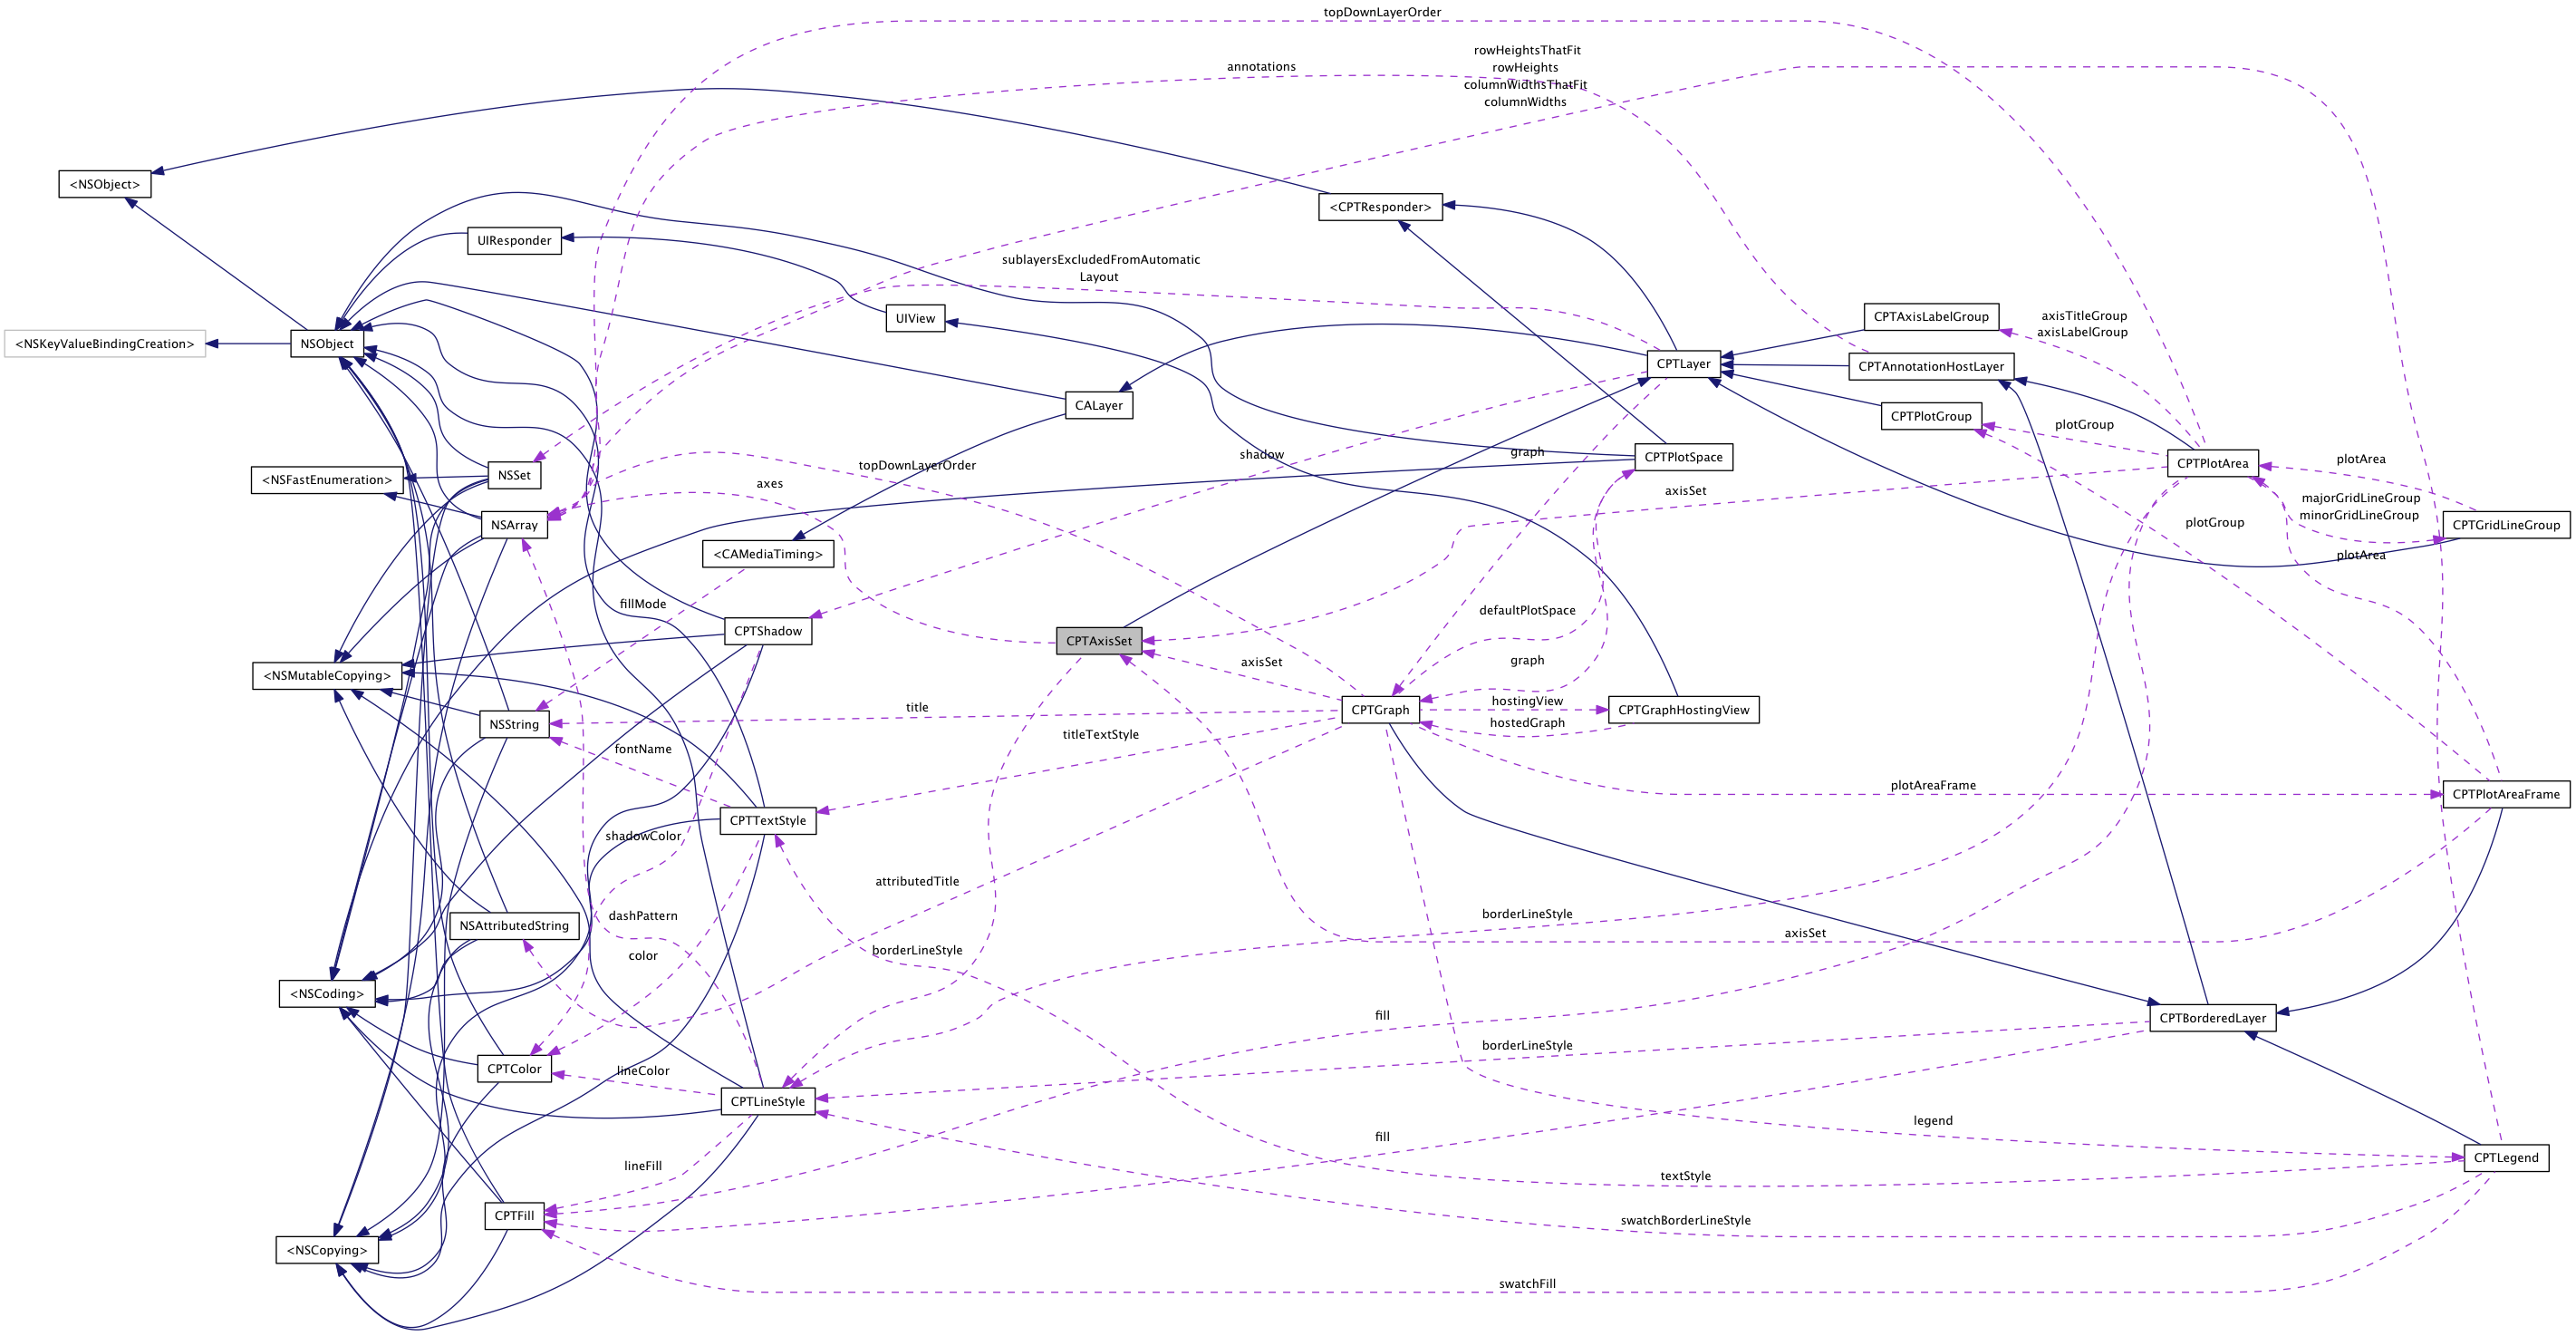 topDownLayerOrder
rowHeightsThatFit
rowHeights
columnWidthsThatFit
columnWidths
annotations
<NSObject>
<CPTResponder>
UIResponder
sublayersExcludedFromAutomatic
Layout
UIView
CPTAxisLabelGroup
axisTitleGroup
axisLabelGroup
<NSKeyValueBindingCreation>
NSObject
CPTLayer
CPTAnnotationHostLayer
CALayer
CPTPlotGroup
plotGroup
graph
shadow
CPTPlotSpace
CPTPlotArea
plotArea
topDownLayerOrder
<NSFastEnumeration>
NSSet
axes
axisSet
majorGridLineGroup
minorGridLineGroup
NSArray
plotGroup
CPTGridLineGroup
<CAMediaTiming>
plotArea
fillMode
defaultPlotSpace
CPTShadow
CPTAxisSet
axisSet
graph
<NSMutableCopying>
NSString
title
CPTGraph
hostingView
hostedGraph
CPTGraphHostingView
titleTextStyle
fontName
plotAreaFrame
CPTPlotAreaFrame
CPTTextStyle
shadowColor
attributedTitle
dashPattern
NSAttributedString
borderLineStyle
borderLineStyle
axisSet
color
<NSCoding>
fill
CPTBorderedLayer
borderLineStyle
CPTColor
lineColor
CPTLineStyle
legend
fill
CPTLegend
lineFill
textStyle
CPTFill
swatchBorderLineStyle
<NSCopying>
swatchFill